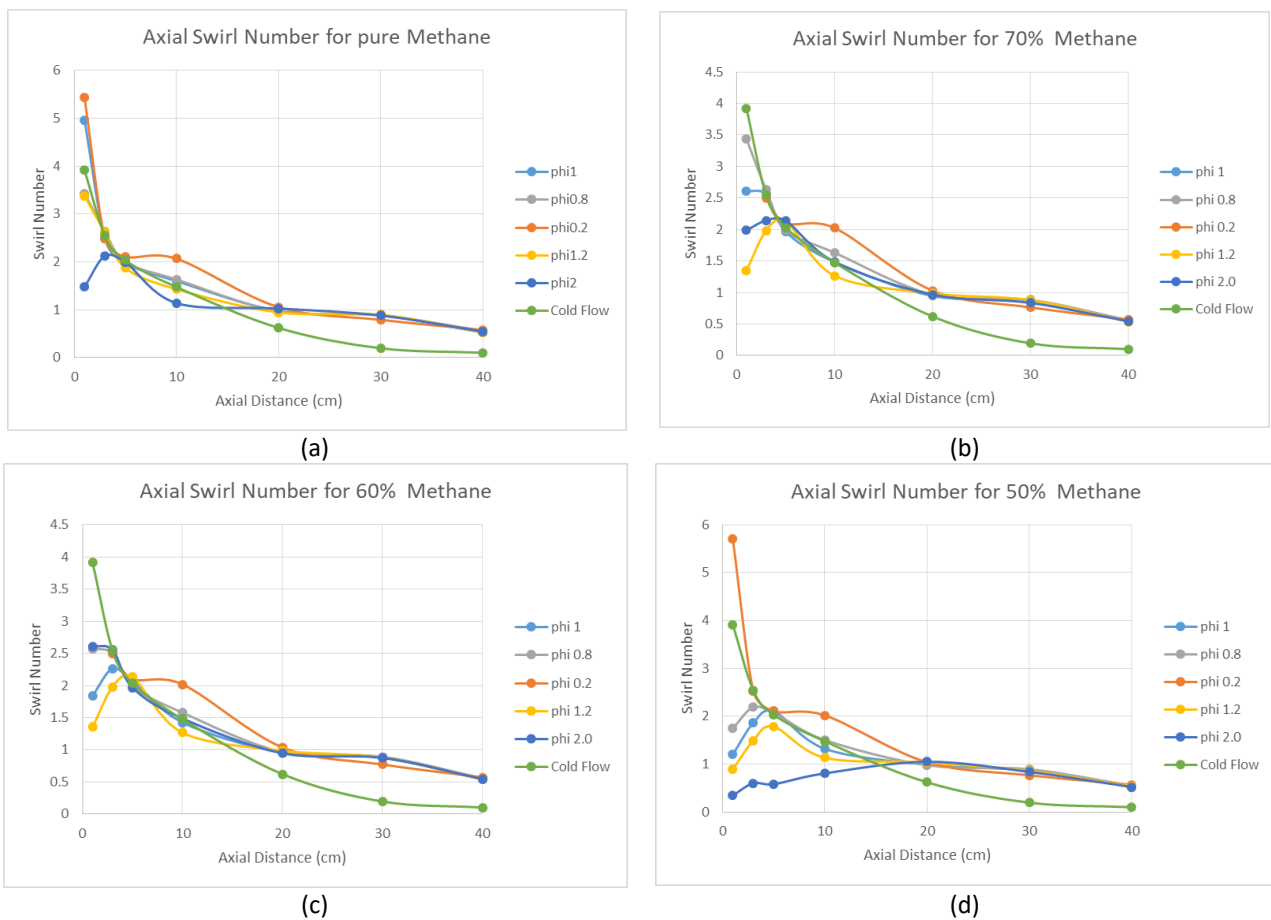 Axial Swirl Number for pure Methane
6
5
4
3
2
1
0
Swirl Number
0 10 20 30 40
Axial Distance (cm)
phi1
phi0.8
phi0.2
phi1.2
phi2
Cold Flow
(a)
Axial Swirl Number for 70% Methane
4.5
4
3.5
3
2.5
2
1.5
1
0.5
0
Swirl Number
0 10 20 30 40
Axial Distance (cm)
phi 1
phi 0.8
phi 0.2
phi 1.2
phi 2.0
Cold Flow
(b)
Axial Swirl Number for 60% Methane
4.5
4
3.5
3
2.5
2
1.5
1
0.5
0
Swirl Number
0 10 20 30 40
Axial Distance (cm)
phi 1
phi 0.8
phi 0.2
phi 1.2
phi 2.0
Cold Flow
(c)
Axial Swirl Number for 50% Methane
6
5
4
3
2
1
0
Swirl Number
0 10 20 30 40
Axial Distance (cm)
phi 1
phi 0.8
phi 0.2
phi 1.2
phi 2.0
Cold Flow
(d)